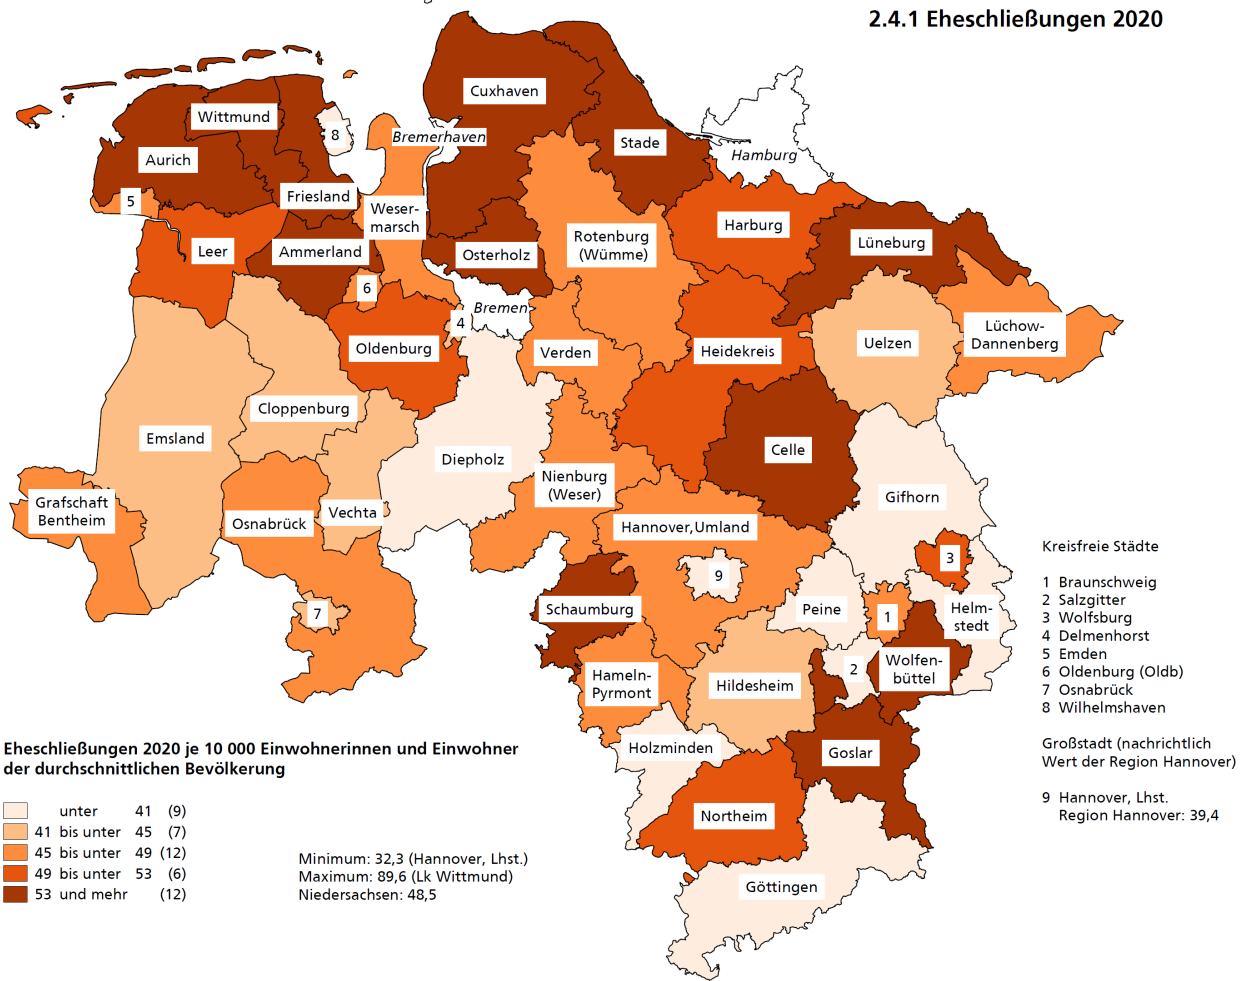 2.4.1 Eheschließungen 2020
Cuxhaven
Wittmund
8
Bremerhaven
Stade
Aurich
Hamburg
Friesland
5
Weser-
marsch
Harburg
Rotenburg
(Wümme)
Lüneburg
Leer
Ammerland
Osterholz
6
Bremen
4
Lüchow-
Dannenberg
Oldenburg
Verden
Heidekreis
Uelzen
Cloppenburg
Emsland
Celle
Diepholz
Nienburg
(Weser)
Gifhorn
Grafschaft
Bentheim
Vechta
Osnabrück
Hannover,Umland
3
9
Schaumburg
Peine
Helm-
stedt
7
1
2
Wolfen-
büttel
Hameln-
Pyrmont
Hildesheim
Holzminden
Goslar
Northeim
Göttingen
Kreisfreie Städte
1 Braunschweig
2 Salzgitter
3 Wolfsburg
4 Delmenhorst
5 Emden
6 Oldenburg (Oldb)
7 Osnabrück
8 Wilhelmshaven
Großstadt (nachrichtlich
Wert der Region Hannover)
9 Hannover, Lhst.
Region Hannover: 39,4
Eheschließungen 2020 je 10 000 Einwohnerinnen und Einwohner
der durchschnittlichen Bevölkerung
unter 41 (9)
41 bis unter 45 (7)
45 bis unter 49 (12)
49 bis unter 53 (6)
53 und mehr (12)
Minimum: 32,3 (Hannover, Lhst.)
Maximum: 89,6 (Lk Wittmund)
Niedersachsen: 48,5